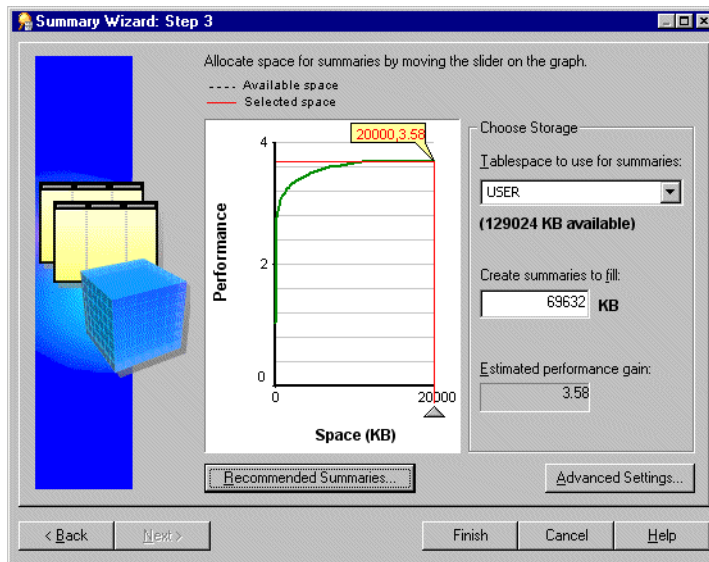 Summary Wizard: Step 3
Allocate space for summaries by moving the slider on the graph.
---- Available space
—— Selected space
20000,3.58
4
2
0
Performance
0
20000
Space (KB)
Choose Storage
Tablespace to use for summaries:
USER
(129024 KB available)
Create summaries to fill:
69632 KB
Estimated performance gain:
3.58
Recommended Summaries...
Advanced Settings...
< Back
Next >
Finish
Cancel
Help